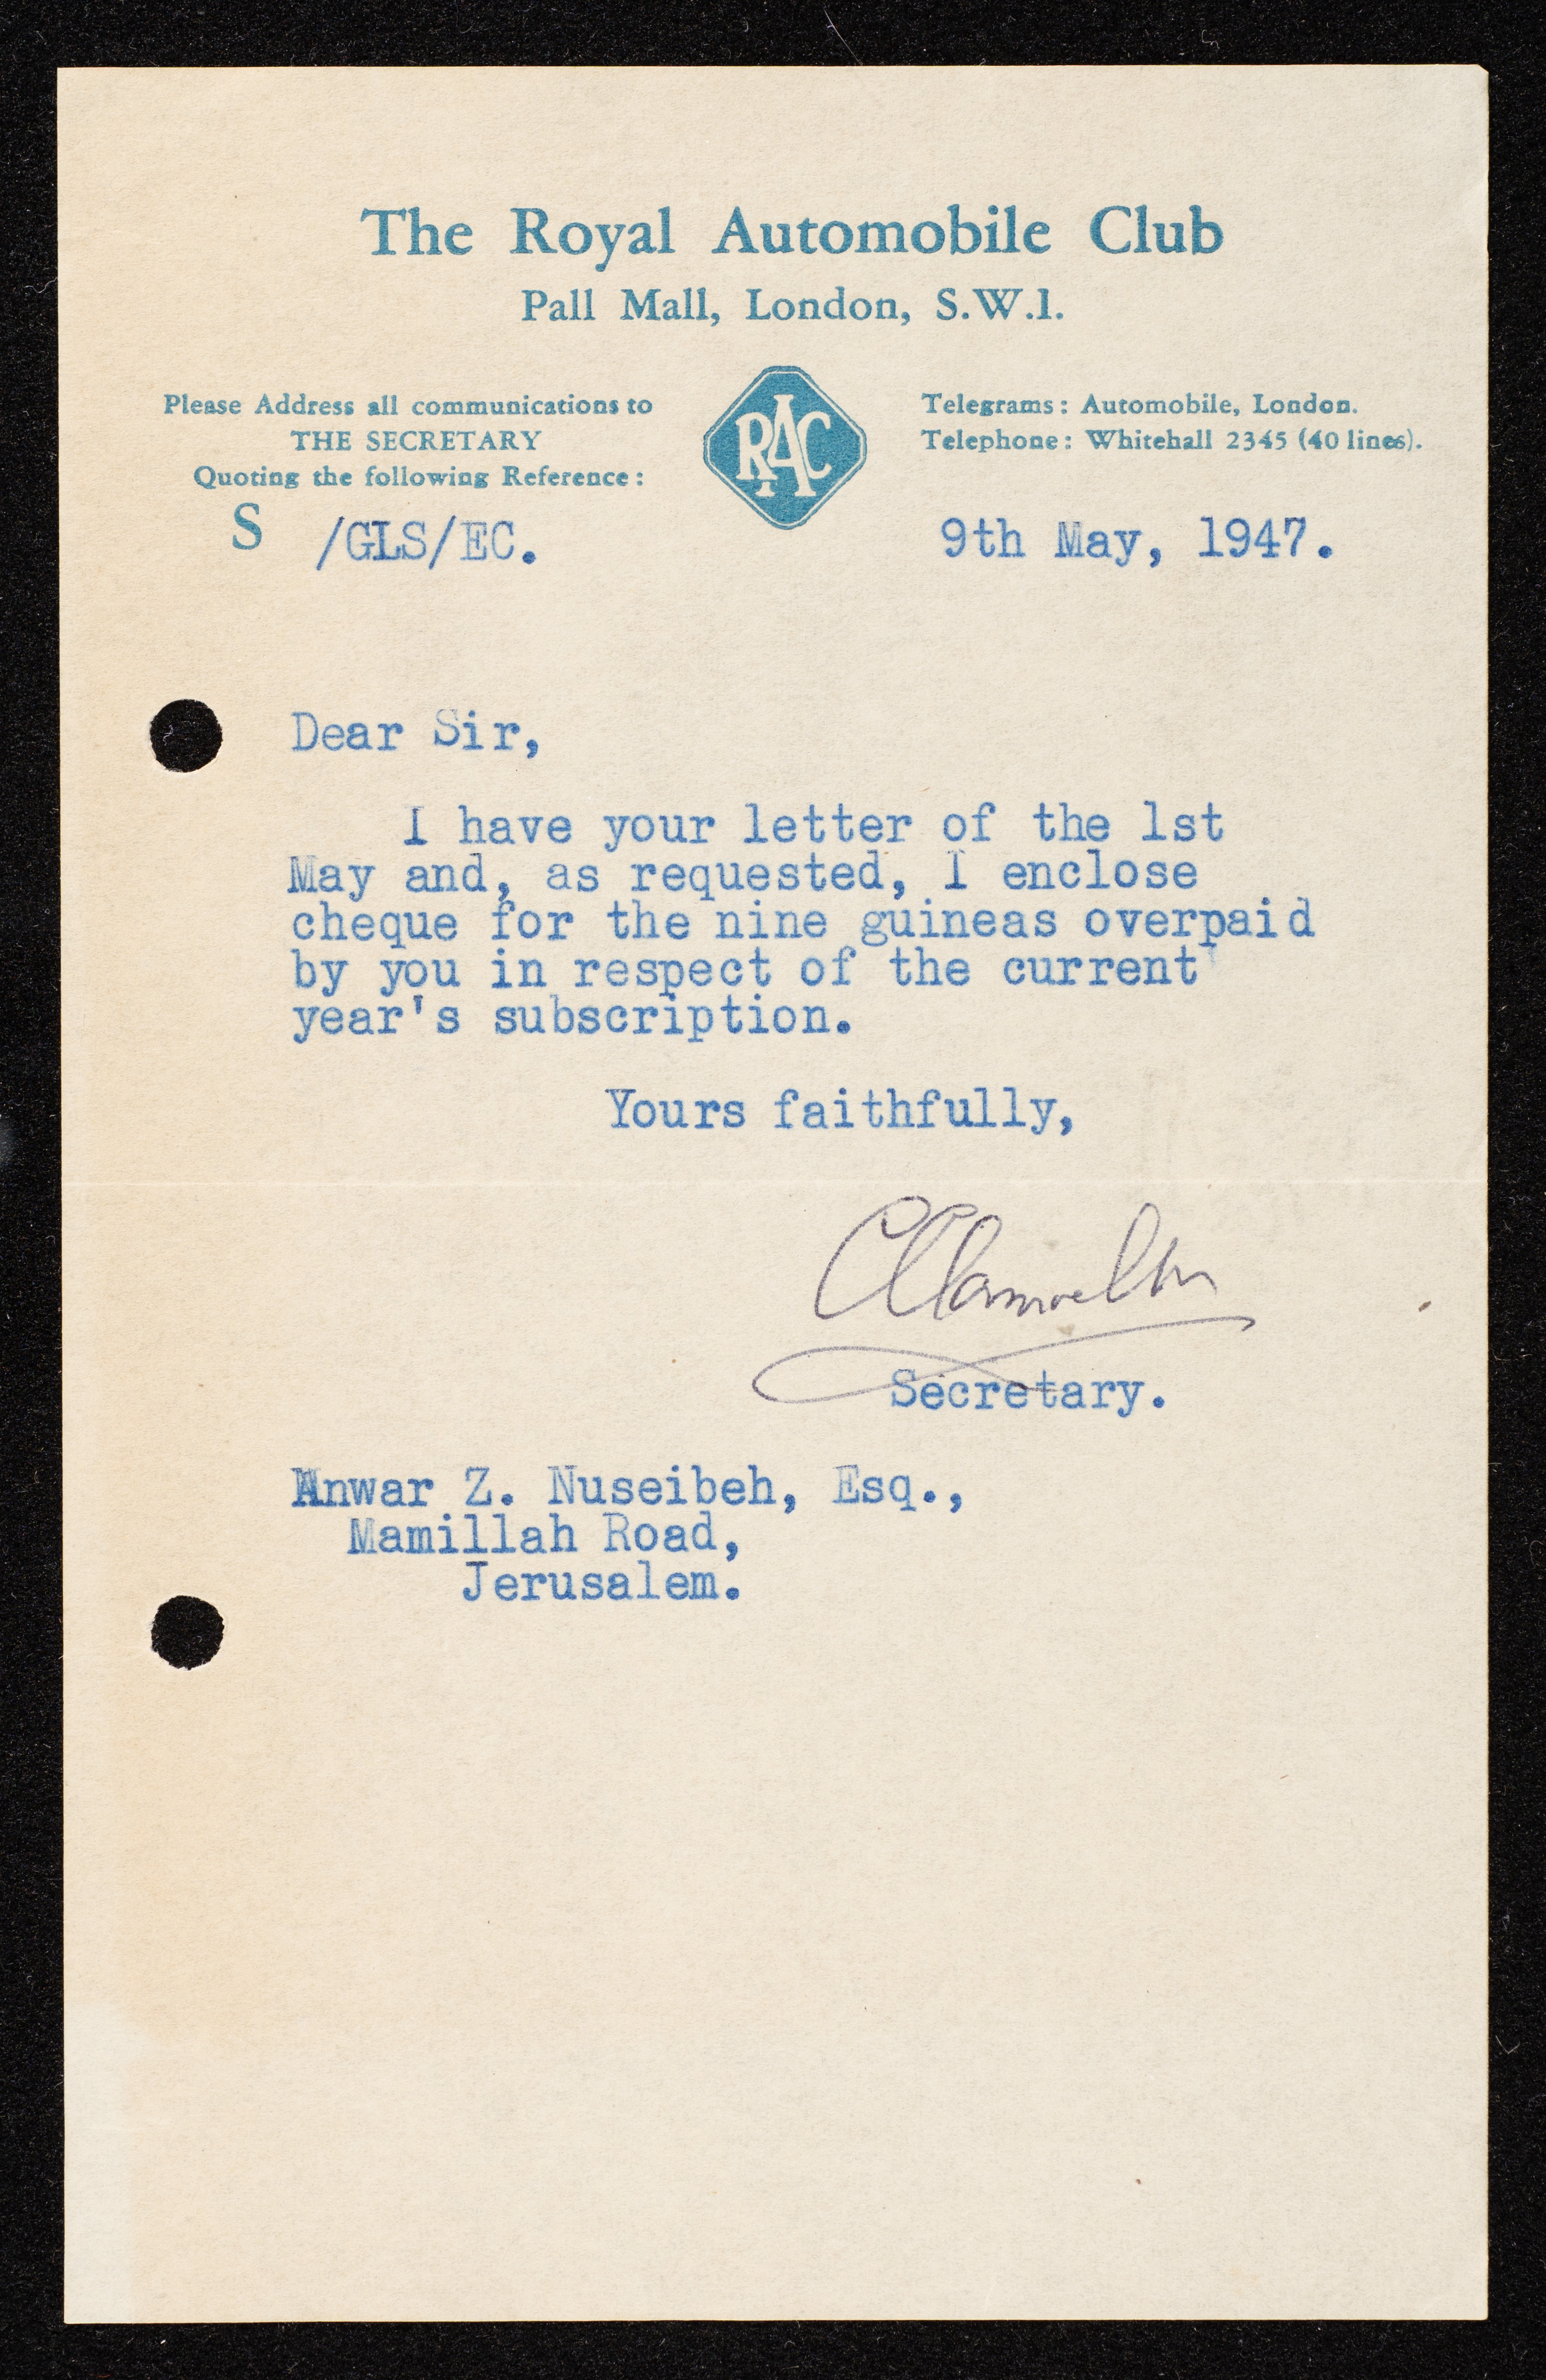 The Royal Automobile Club
Pall Mall, London, S.W.1.
Please Address all communications to
THE SECRETARY
Quoting the following Reference:
S /GLS/EC.
RAC
Telegrams: Automobile, London.
Telephone: Whitehall 2345 (40 lines).
9th May, 1947.
Dear Sir,
I have your letter of the 1st
May and, as requested, I enclose
cheque for the nine guineas overpaid
by you in respect of the current
year's subscription.
Yours faithfully,
Secretary.
Anwar Z. Nuseibeh, Esq.,
Mamillah Road,
Jerusalem.